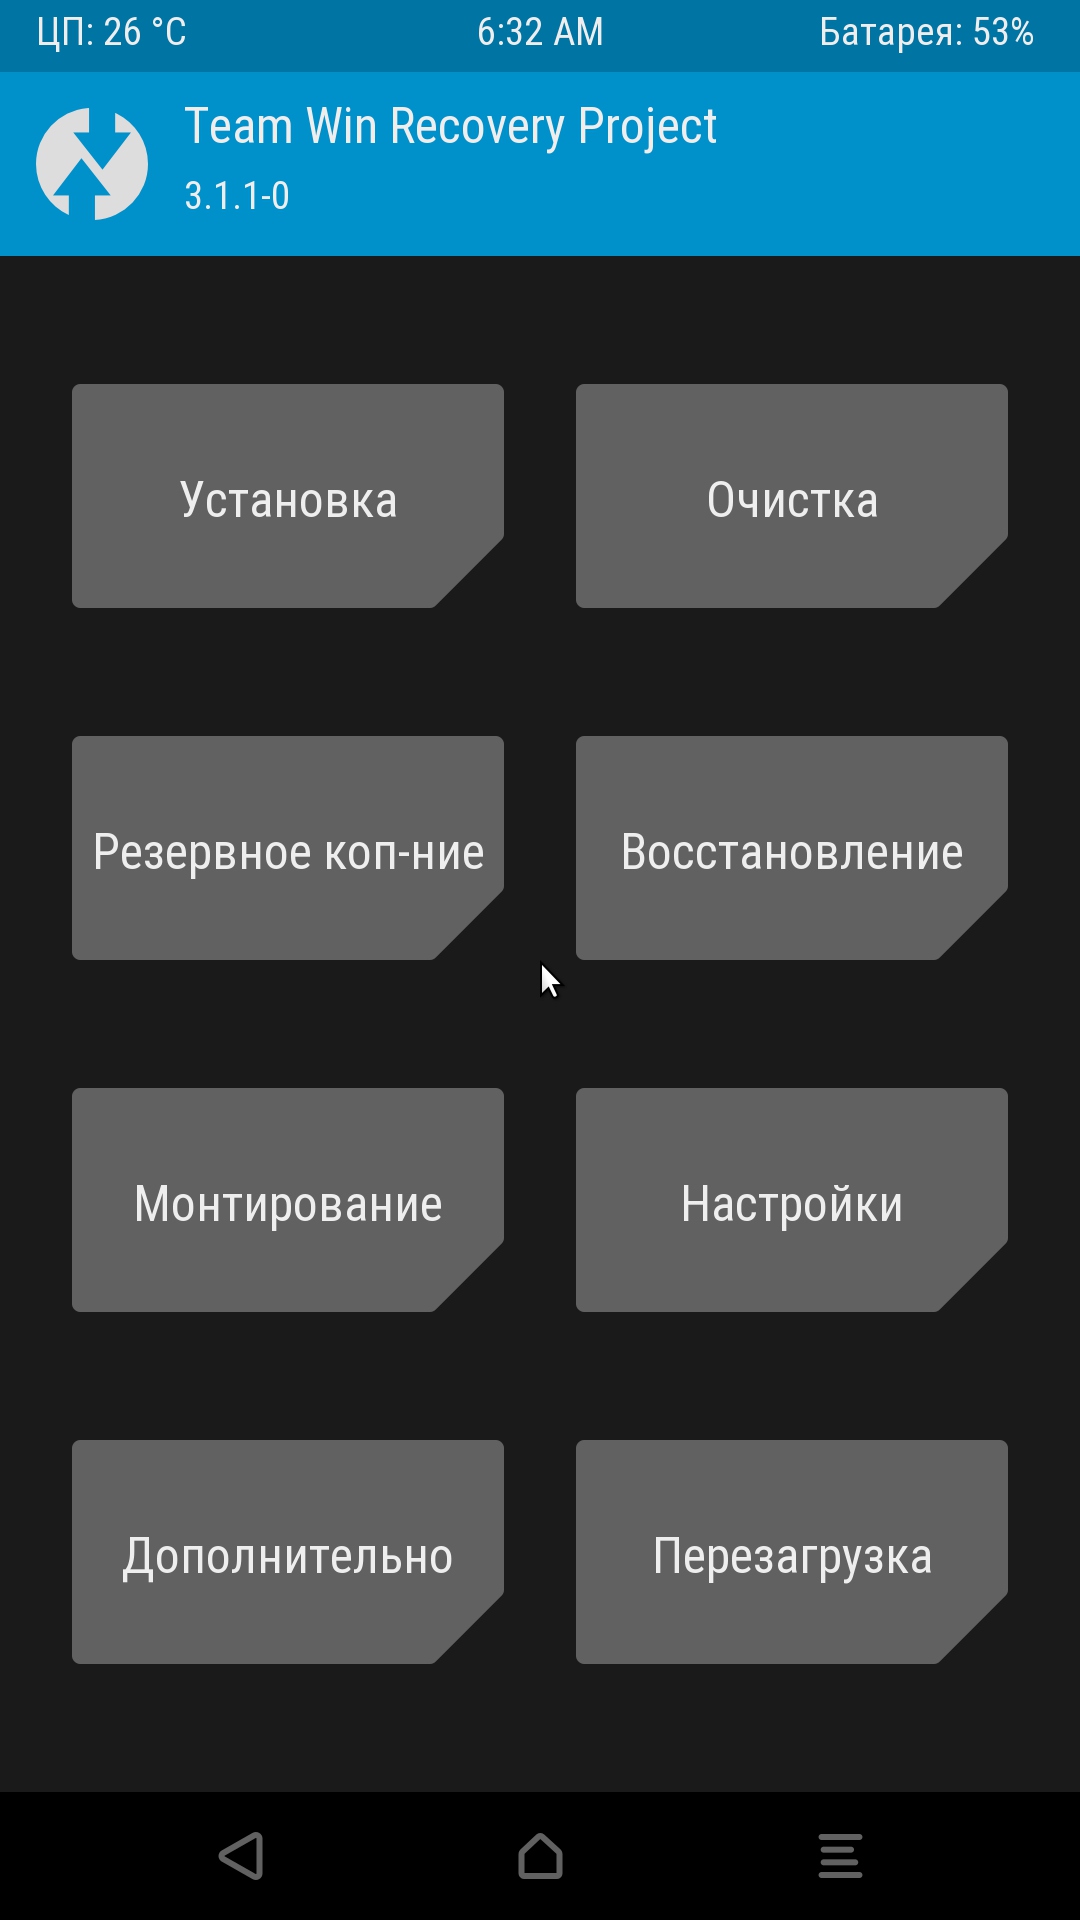 ЦП: 26 °C 6:32 AM Батарея: 53%
Team Win Recovery Project
3.1.1-0
Установка Очистка
Резервное коп-ние Восстановление
Монтирование Настройки
Дополнительно Перезагрузка